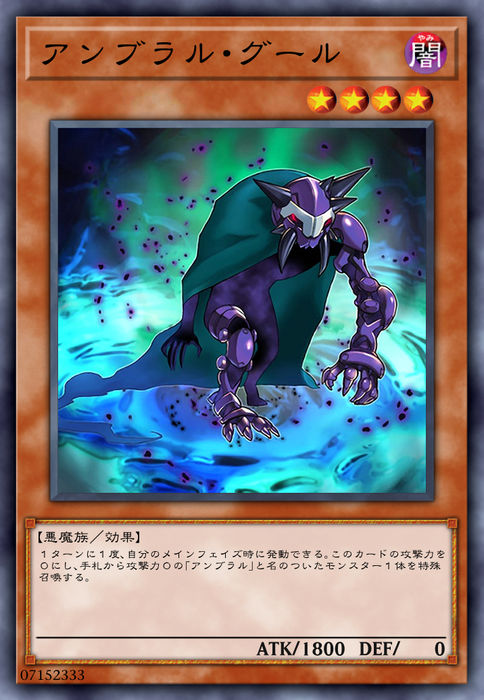 アンブラル・グール
やみ
闇
【悪魔族／効果】
１ターンに１度、自分のメインフェイズ時に発動できる。このカードの攻撃力を
０にし、手札から攻撃力０の「アンブラル」と名のついたモンスター１体を特殊
召喚する。
ATK/1800 DEF/ 0
07152333